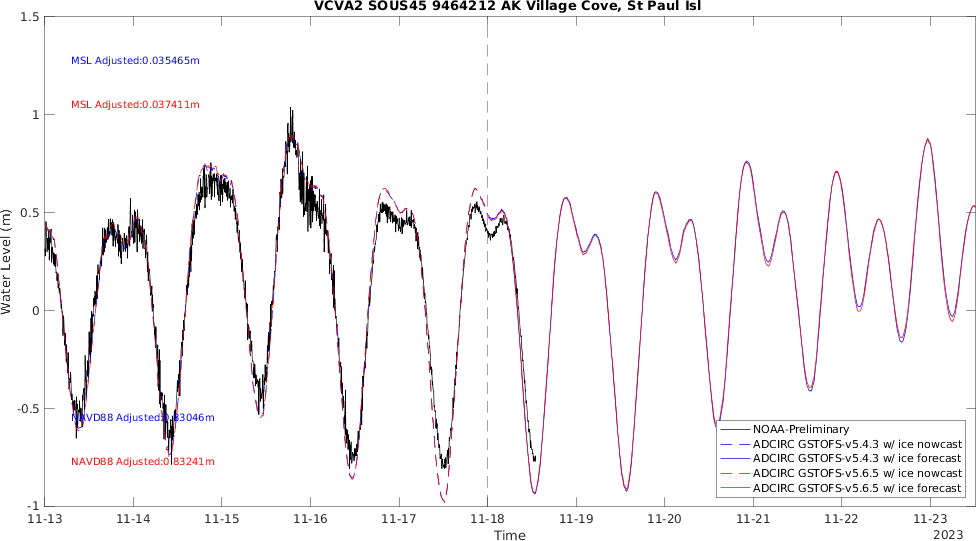 VCVA2 SOUS45 9464212 AK Village Cove, St Paul Isl
1.5
MSL Adjusted:0.035465m
MSL Adjusted:0.037411m
1
0.5
Water Level (m)
0
-0.5
NAVD88 Adjusted:0.83046m
NAVD88 Adjusted:0.83241m
NOAA-Preliminary
ADCIRC GSTOFS-v5.4.3 w/ ice nowcast
ADCIRC GSTOFS-v5.4.3 w/ ice forecast
ADCIRC GSTOFS-v5.6.5 w/ ice nowcast
ADCIRC GSTOFS-v5.6.5 w/ ice forecast
-1
11-13 11-14 11-15 11-16 11-17 11-18 11-19 11-20 11-21 11-22 11-23
Time
2023